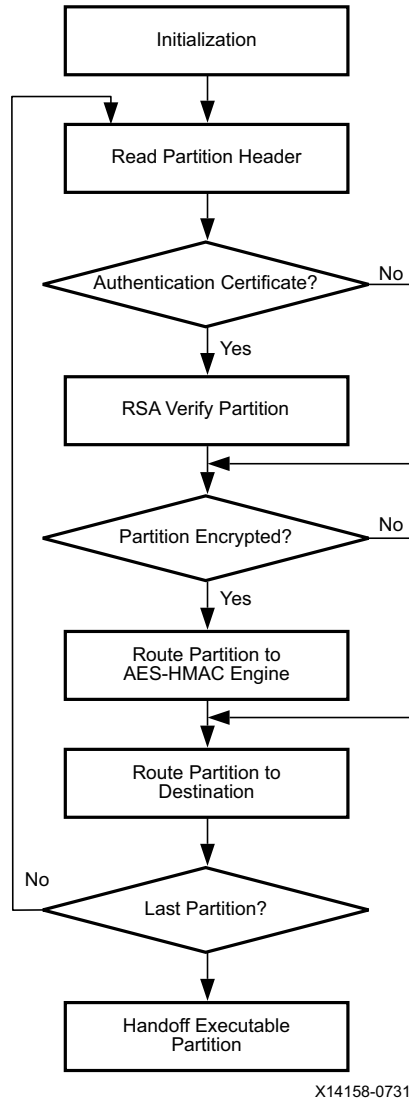 Initialization
Read Partition Header
Authentication Certificate?
No
Yes
RSA Verify Partition
Partition Encrypted?
No
Yes
Route Partition to
AES-HMAC Engine
Route Partition to
Destination
No
Last Partition?
Handoff Executable
Partition
X14158-0731